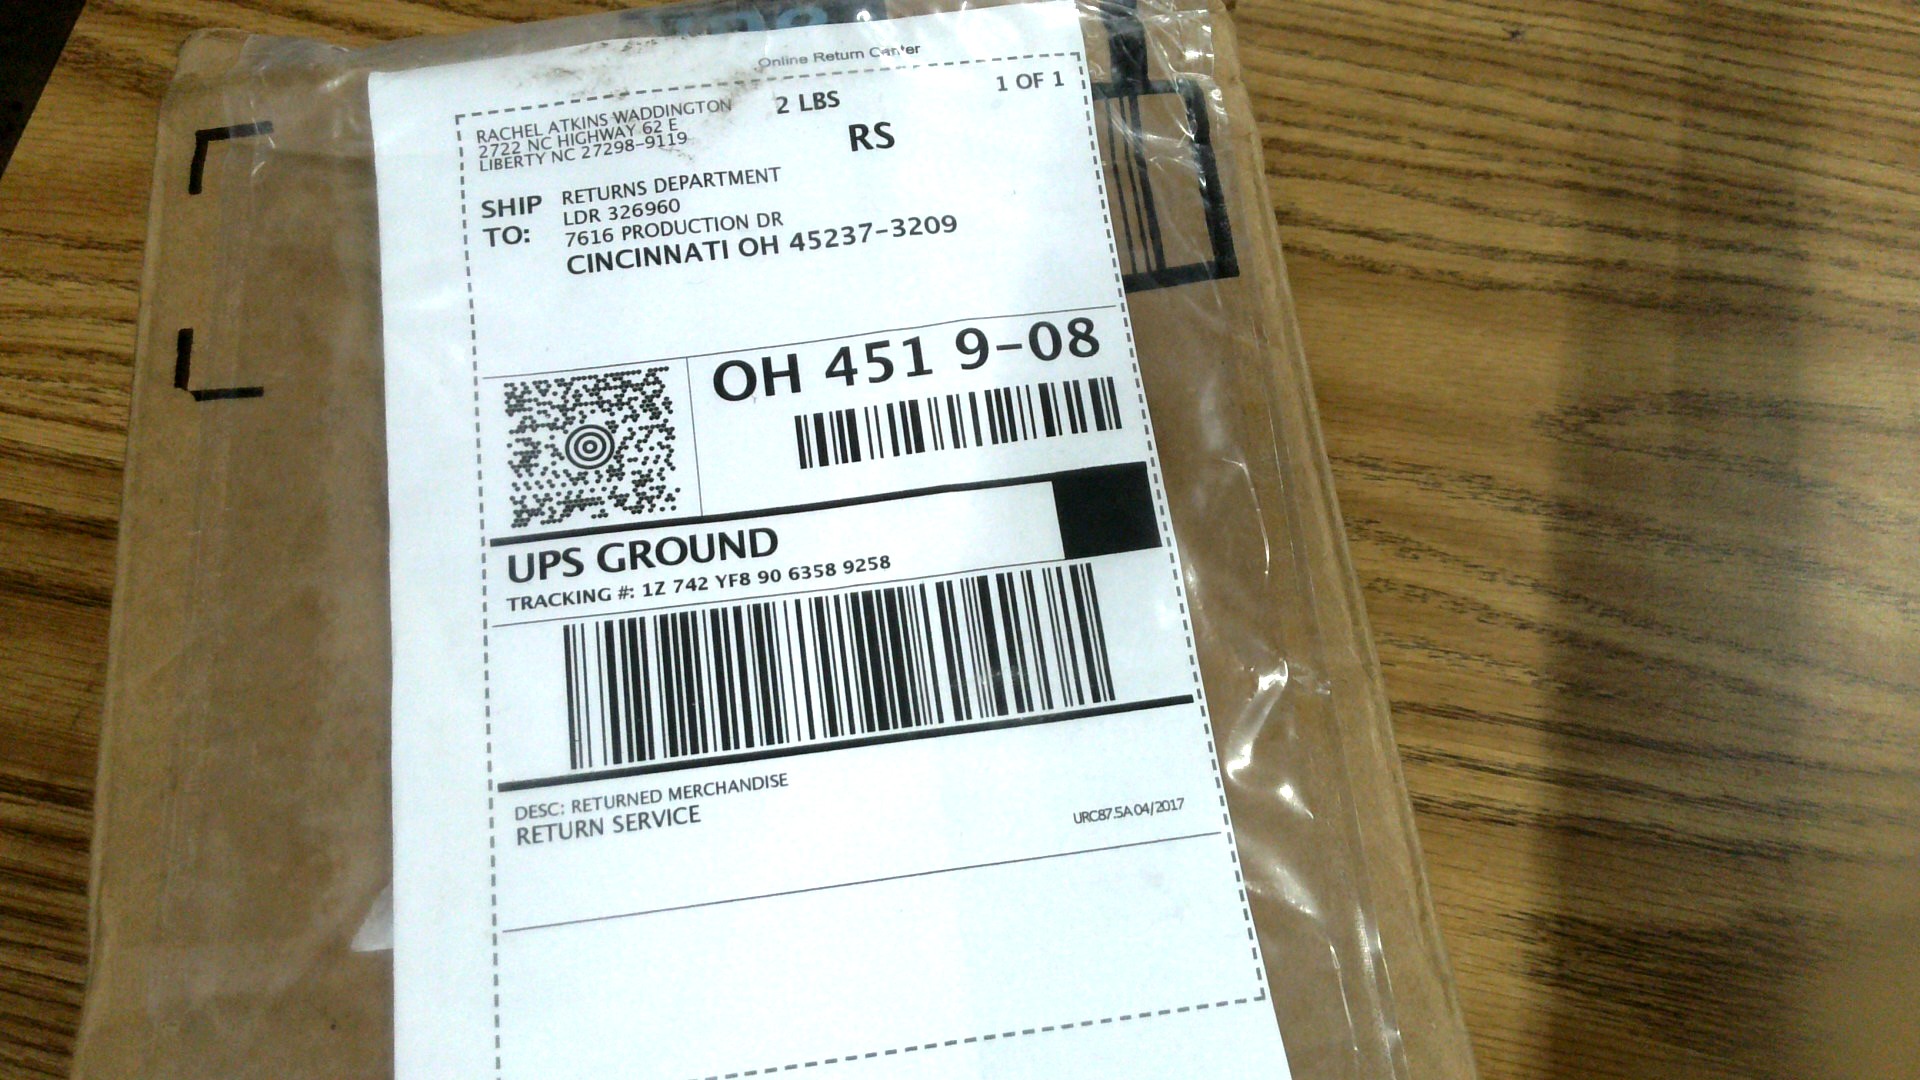 Online Return Center
RACHEL ATKINS WADDINGTON
2722 NC HIGHWAY 62 E
LIBERTY NC 27298-9119
2 LBS
1 OF 1
RS
SHIP TO:
RETURNS DEPARTMENT
LDR 326960
7616 PRODUCTION DR
CINCINNATI OH 45237-3209
OH 451 9-08
UPS GROUND
TRACKING #: 1Z 742 YF8 90 6358 9258
DESC: RETURNED MERCHANDISE
RETURN SERVICE
URC87.5A 04/2017